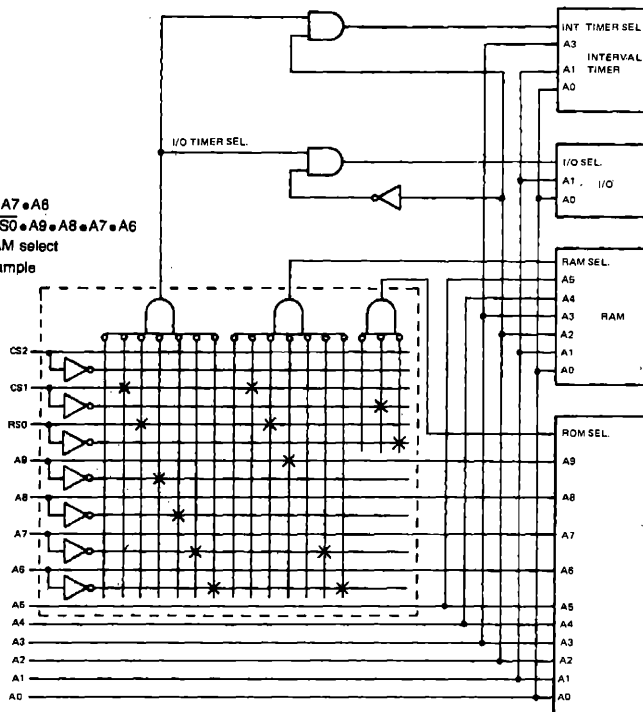 INT TIMER SEL
A3
INTERVAL
A1 TIMER
A0
I/O TIMER SEL.
I/O SEL.
A1 I/O
A0
A7•A6
S̅0̅•A9•A8•A7•A6
AM select
ample
RAM SEL.
A5
A4
A3 RAM
A2
A1
A0
CS2
CS1
RS0
A9
A8
A7
A6
A5
A4
A3
A2
A1
A0
ROM SEL.
A9
A8
A7
A6
A5
A4
A3
A2
A1
A0